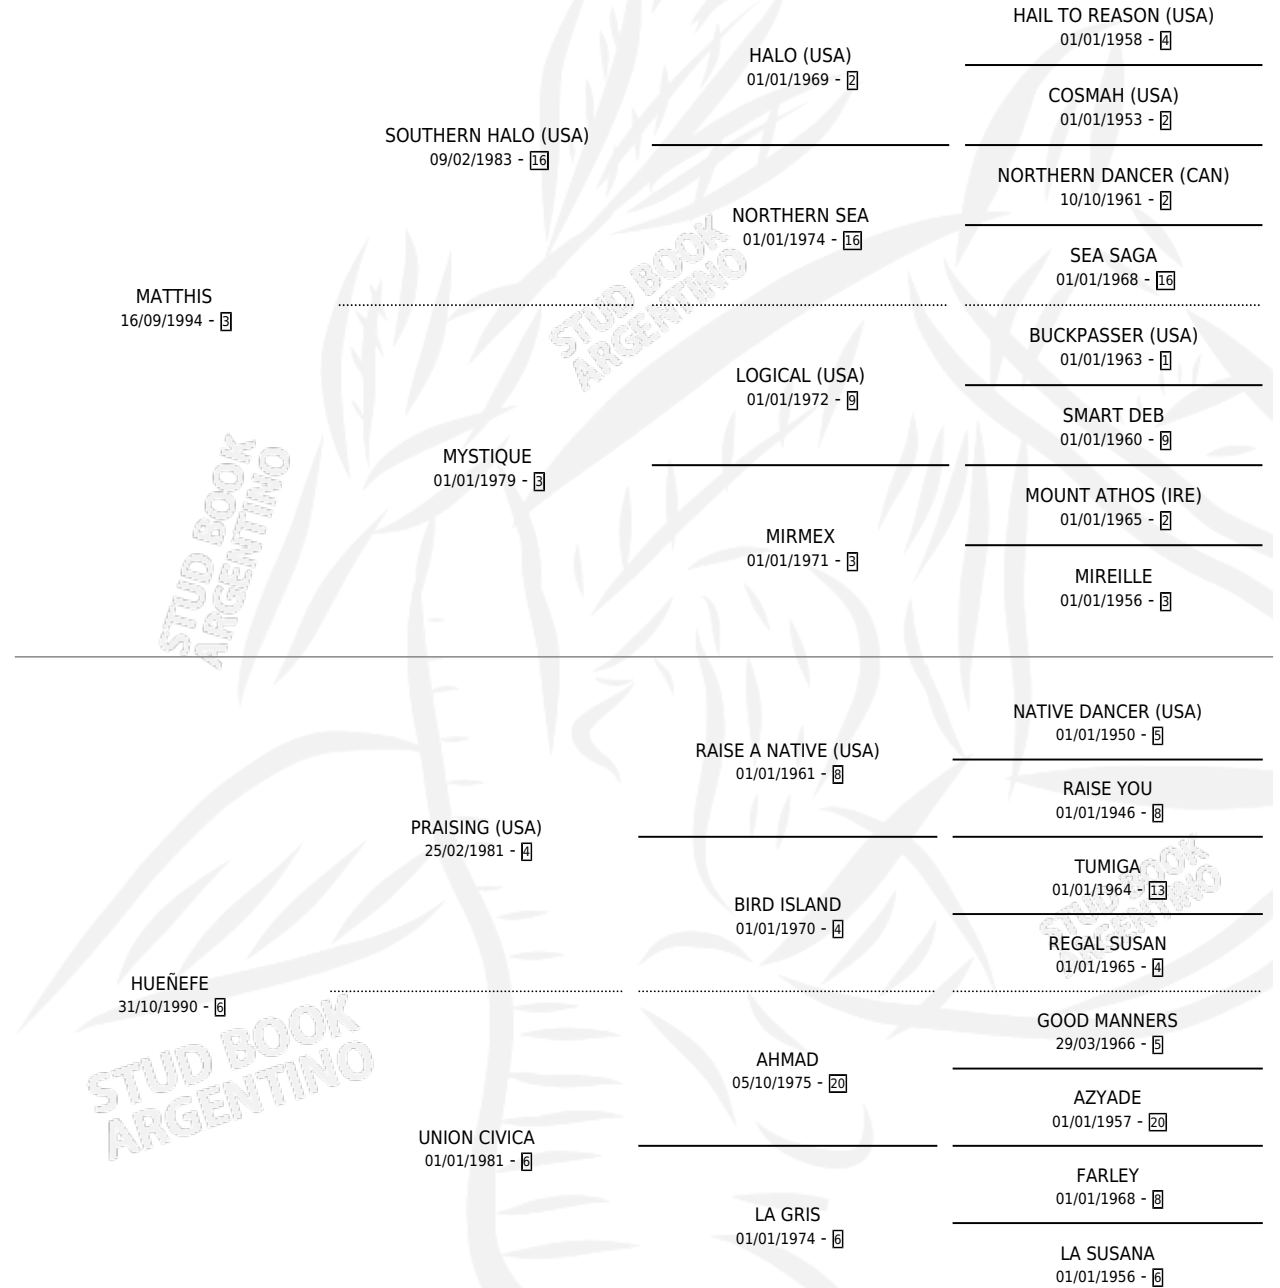 HAIL TO REASON (USA)
01/01/1958 - 4
HALO (USA)
01/01/1969 - 2
COSMAH (USA)
01/01/1953 - 2
SOUTHERN HALO (USA)
09/02/1983 - 16
NORTHERN DANCER (CAN)
10/10/1961 - 2
NORTHERN SEA
01/01/1974 - 16
SEA SAGA
01/01/1968 - 16
MATTHIS
16/09/1994 - 3
STUD BOOK
ARGENTINO
BUCKPASSER (USA)
01/01/1963 - 1
LOGICAL (USA)
01/01/1972 - 9
SMART DEB
01/01/1960 - 9
MYSTIQUE
01/01/1979 - 3
MOUNT ATHOS (IRE)
01/01/1965 - 2
MIRMEX
01/01/1971 - 3
MIREILLE
01/01/1956 - 3
STUD BOOK
ARGENTINO
NATIVE DANCER (USA)
01/01/1950 - 5
RAISE A NATIVE (USA)
01/01/1961 - 8
RAISE YOU
01/01/1946 - 8
PRAISING (USA)
25/02/1981 - 4
TUMIGA
01/01/1964 - 13
BIRD ISLAND
01/01/1970 - 4
STUD BOOK
ARGENTINO
REGAL SUSAN
01/01/1965 - 4
HUEÑEFE
31/10/1990 - 6
GOOD MANNERS
29/03/1966 - 5
AHMAD
05/10/1975 - 20
STUD BOOK
ARGENTINO
AZYADE
01/01/1957 - 20
UNION CIVICA
01/01/1981 - 6
FARLEY
01/01/1968 - 8
LA GRIS
01/01/1974 - 6
LA SUSANA
01/01/1956 - 6